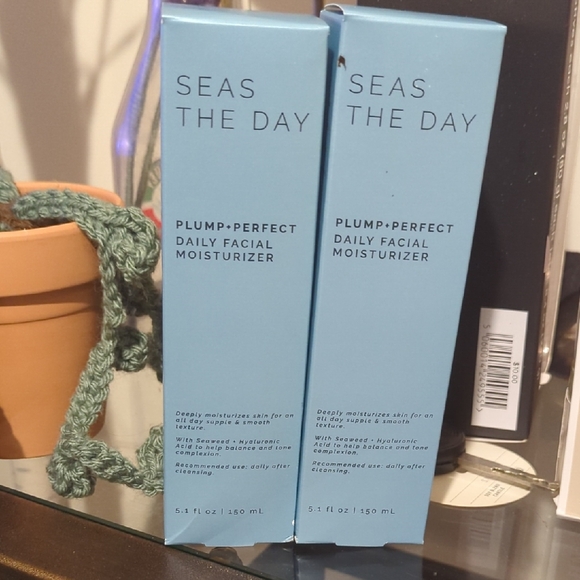 SEAS
THE DAY
PLUMP+PERFECT
DAILY FACIAL
MOISTURIZER
Deeply moisturizes skin for an
all day supple & smooth
texture.
With Seaweed + Hyaluronic
Acid to help balance and tone
complexion.
Recommended use: daily after
cleansing.
5.1 fl oz | 150 mL
SEAS
THE DAY
PLUMP+PERFECT
DAILY FACIAL
MOISTURIZER
Deeply moisturizes skin for an
all day supple & smooth
texture.
With Seaweed + Hyaluronic
Acid to help balance and tone
complexion.
Recommended use: daily after
cleansing.
5.1 fl oz | 150 mL
$10.00